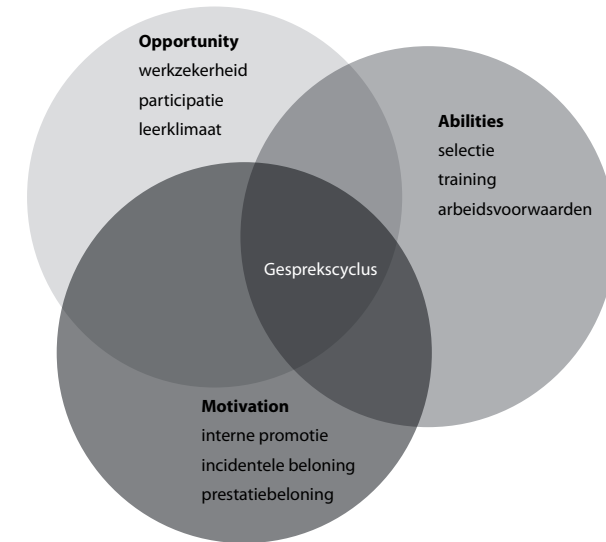 Opportunity
werkzekerheid
participatie
leerklimaat
Abilities
selectie
training
arbeidsvoorwaarden
Gesprekscyclus
Motivation
interne promotie
incidentele beloning
prestatiebeloning